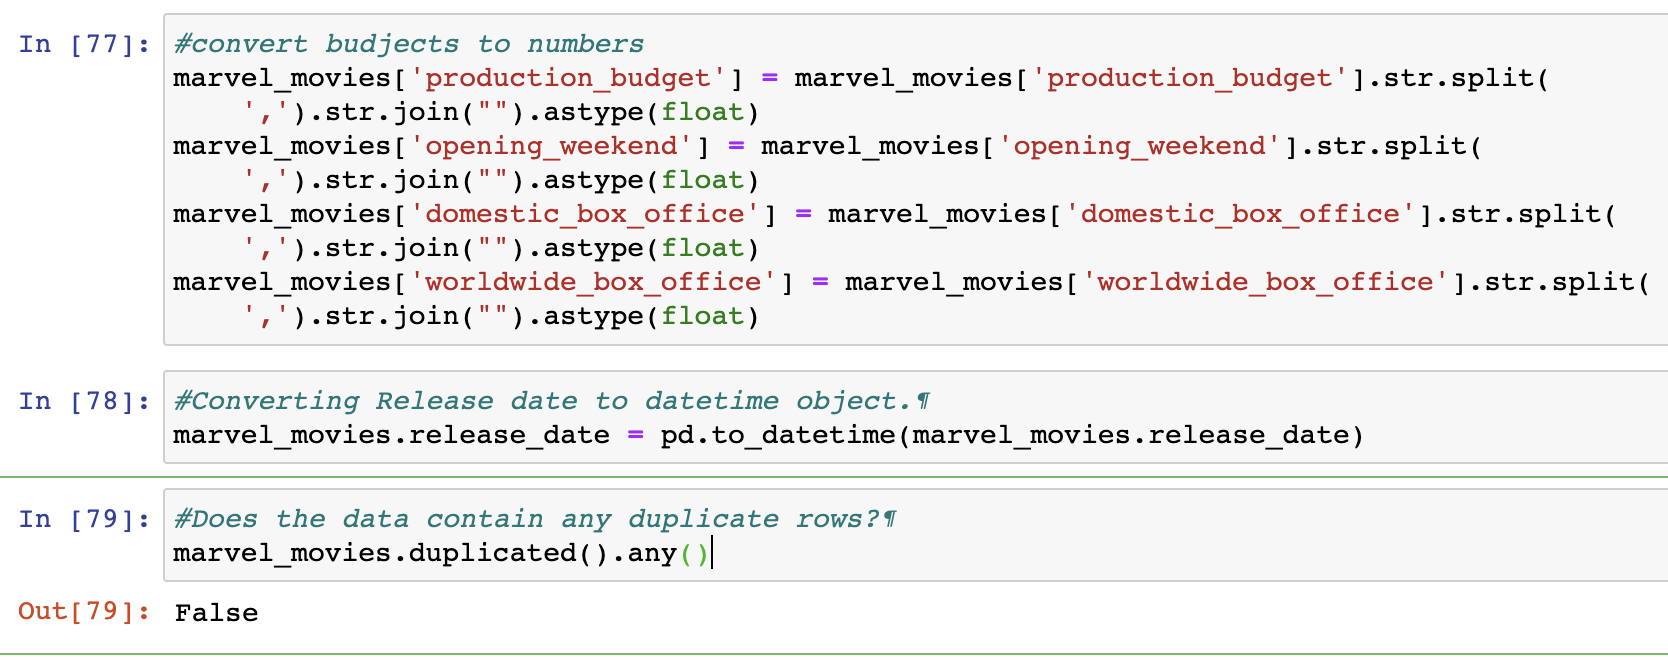 In [77]: #convert budjects to numbers
marvel_movies['production_budget'] = marvel_movies['production_budget'].str.split(
    ',').str.join("").astype(float)
marvel_movies['opening_weekend'] = marvel_movies['opening_weekend'].str.split(
    ',').str.join("").astype(float)
marvel_movies['domestic_box_office'] = marvel_movies['domestic_box_office'].str.split(
    ',').str.join("").astype(float)
marvel_movies['worldwide_box_office'] = marvel_movies['worldwide_box_office'].str.split(
    ',').str.join("").astype(float)
In [78]: #Converting Release date to datetime object.¶
marvel_movies.release_date = pd.to_datetime(marvel_movies.release_date)
In [79]: #Does the data contain any duplicate rows?¶
marvel_movies.duplicated().any()
Out[79]: False